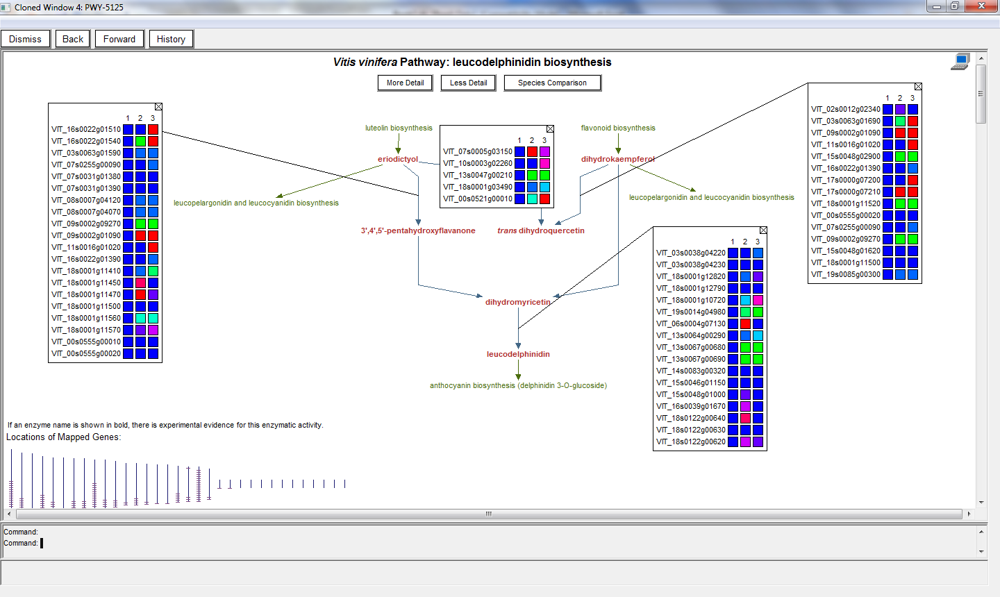 Cloned Window 4: PWY-5125
Dismiss
Back
Forward
History
Vitis vinifera Pathway: leucodelphinidin biosynthesis
More Detail
Less Detail
Species Comparison
1 2 3
VIT_16s0022g01510
VIT_16s0022g01540
VIT_03s0063g01590
VIT_07s0255g00090
VIT_07s0031g01380
VIT_07s0031g01390
VIT_08s0007g04120
VIT_08s0007g04070
VIT_09s0002g09270
VIT_09s0002g01090
VIT_11s0016g01020
VIT_16s0022g01390
VIT_18s0001g11410
VIT_18s0001g11450
VIT_18s0001g11470
VIT_18s0001g11500
VIT_18s0001g11560
VIT_18s0001g11570
VIT_00s0555g00010
VIT_00s0555g00020
luteolin biosynthesis
eriodictyol
leucopelargonidin and leucocyanidin biosynthesis
3',4',5'-pentahydroxyflavanone
1 2 3
VIT_07s0005g03150
VIT_10s0003g02260
VIT_13s0047g00210
VIT_18s0001g03490
VIT_00s0521g00010
flavonoid biosynthesis
dihydrokaempferol
leucopelargonidin and leucocyanidin biosynthesis
trans dihydroquercetin
dihydromyricetin
leucodelphinidin
anthocyanin biosynthesis (delphinidin 3-O-glucoside)
1 2 3
VIT_02s0012g02340
VIT_03s0063g01690
VIT_09s0002g01090
VIT_11s0016g01020
VIT_15s0048g02900
VIT_16s0022g01390
VIT_17s0000g07200
VIT_17s0000g07210
VIT_18s0001g11520
VIT_00s0555g00020
VIT_07s0255g00090
VIT_09s0002g09270
VIT_15s0048g01620
VIT_18s0001g11500
VIT_19s0085g00300
1 2 3
VIT_03s0038g04220
VIT_03s0038g04230
VIT_18s0001g12820
VIT_18s0001g12790
VIT_18s0001g10720
VIT_19s0014g04980
VIT_06s0004g07130
VIT_13s0064g00290
VIT_13s0067g00680
VIT_13s0067g00690
VIT_14s0083g00320
VIT_15s0046g01150
VIT_15s0048g01000
VIT_16s0039g01670
VIT_18s0122g00640
VIT_18s0122g00630
VIT_18s0122g00620
If an enzyme name is shown in bold, there is experimental evidence for this enzymatic activity.
Locations of Mapped Genes:
Command:
Command: